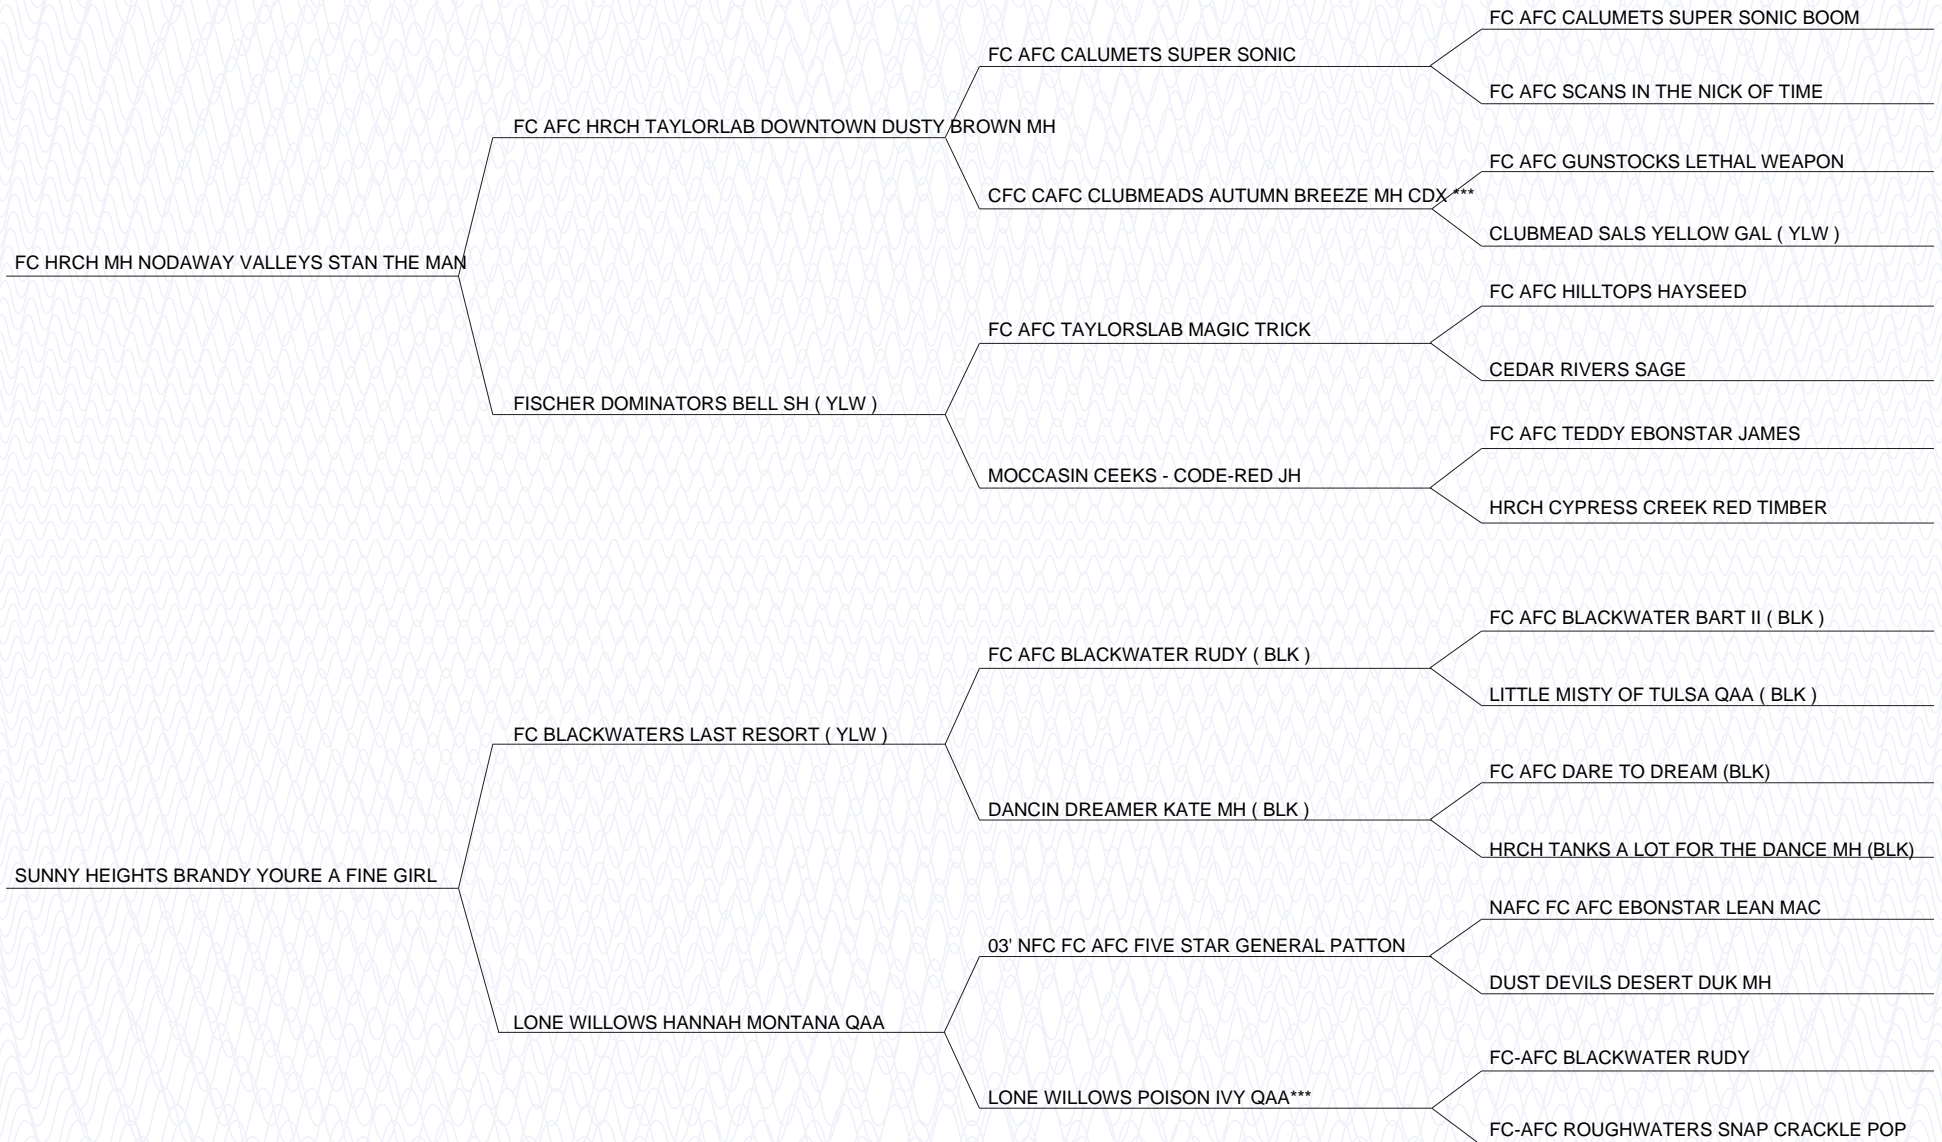 FC AFC CALUMETS SUPER SONIC BOOM
FC AFC CALUMETS SUPER SONIC
FC AFC SCANS IN THE NICK OF TIME
FC AFC HRCH TAYLORLAB DOWNTOWN DUSTY BROWN MH
FC AFC GUNSTOCKS LETHAL WEAPON
CFC CAFC CLUBMEADS AUTUMN BREEZE MH CDX ***
CLUBMEAD SALS YELLOW GAL ( YLW )
FC HRCH MH NODAWAY VALLEYS STAN THE MAN
FC AFC HILLTOPS HAYSEED
FC AFC TAYLORSLAB MAGIC TRICK
CEDAR RIVERS SAGE
FISCHER DOMINATORS BELL SH ( YLW )
FC AFC TEDDY EBONSTAR JAMES
MOCCASIN CEEKS - CODE-RED JH
HRCH CYPRESS CREEK RED TIMBER
FC AFC BLACKWATER BART II ( BLK )
FC AFC BLACKWATER RUDY ( BLK )
LITTLE MISTY OF TULSA QAA ( BLK )
FC BLACKWATERS LAST RESORT ( YLW )
FC AFC DARE TO DREAM (BLK)
DANCIN DREAMER KATE MH ( BLK )
HRCH TANKS A LOT FOR THE DANCE MH (BLK)
SUNNY HEIGHTS BRANDY YOURE A FINE GIRL
NAFC FC AFC EBONSTAR LEAN MAC
03' NFC FC AFC FIVE STAR GENERAL PATTON
DUST DEVILS DESERT DUK MH
LONE WILLOWS HANNAH MONTANA QAA
FC-AFC BLACKWATER RUDY
LONE WILLOWS POISON IVY QAA***
FC-AFC ROUGHWATERS SNAP CRACKLE POP